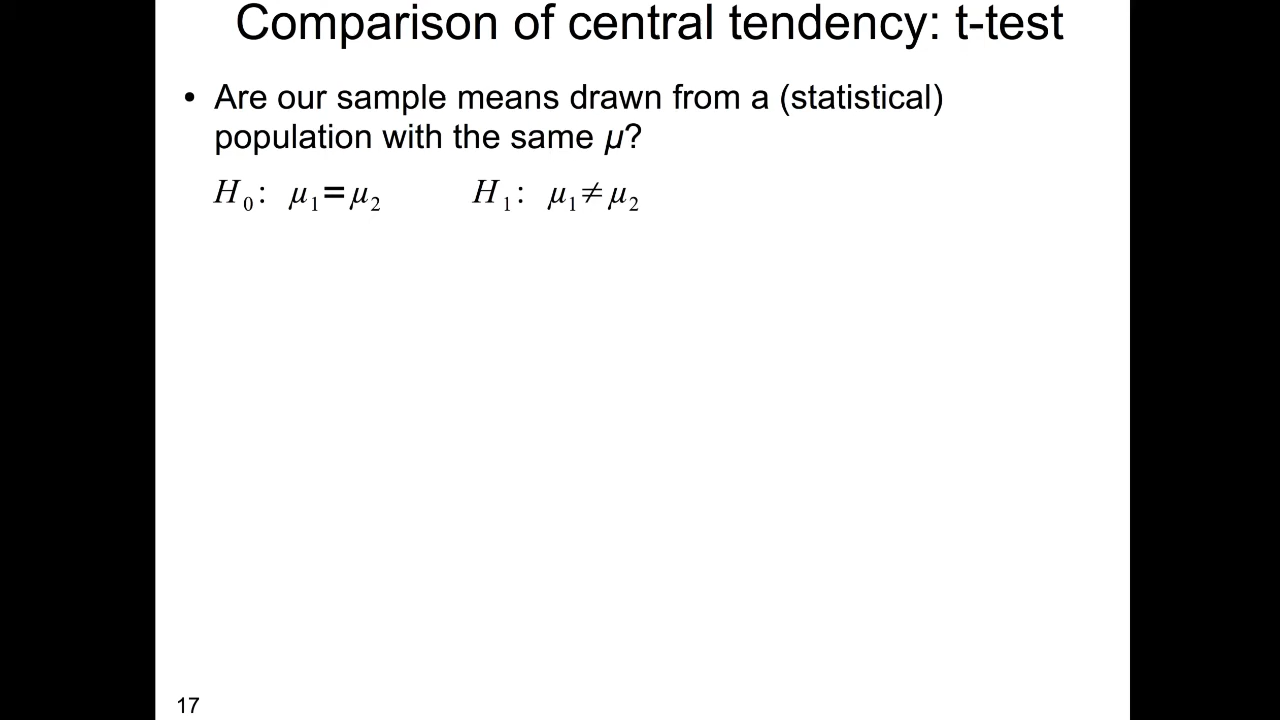 Comparison of central tendency: t-test
• Are our sample means drawn from a (statistical)
population with the same μ?
H₀: μ₁=μ₂ H₁: μ₁≠μ₂
17